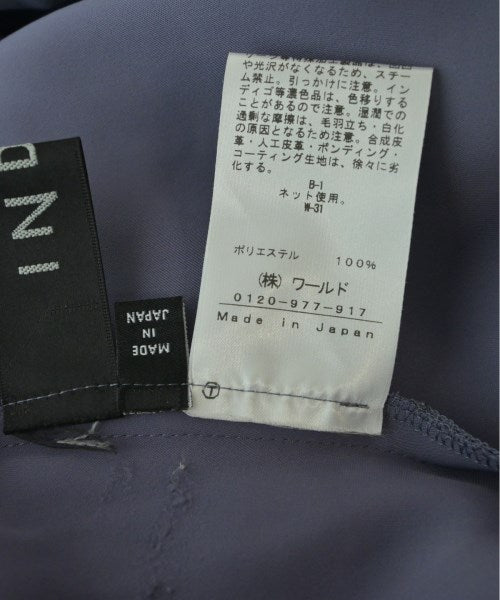 や光沢がなくなるため、スチー
ム禁止。引っかけに注意。イン
ディゴ等濃色品は、色移りする
ことがあるので注意。湿潤での
過剰な摩擦は、毛羽立ち・白化
の原因となるため注意。合成皮
革・人工皮革・ボンディング・
コーティング生地は、徐々に劣
化する。
B-1
ネット使用。
W-31
ポリエステル 100%
(株) ワールド
0120-977-917
Made in Japan
T
IND
MADE
IN
JAPAN